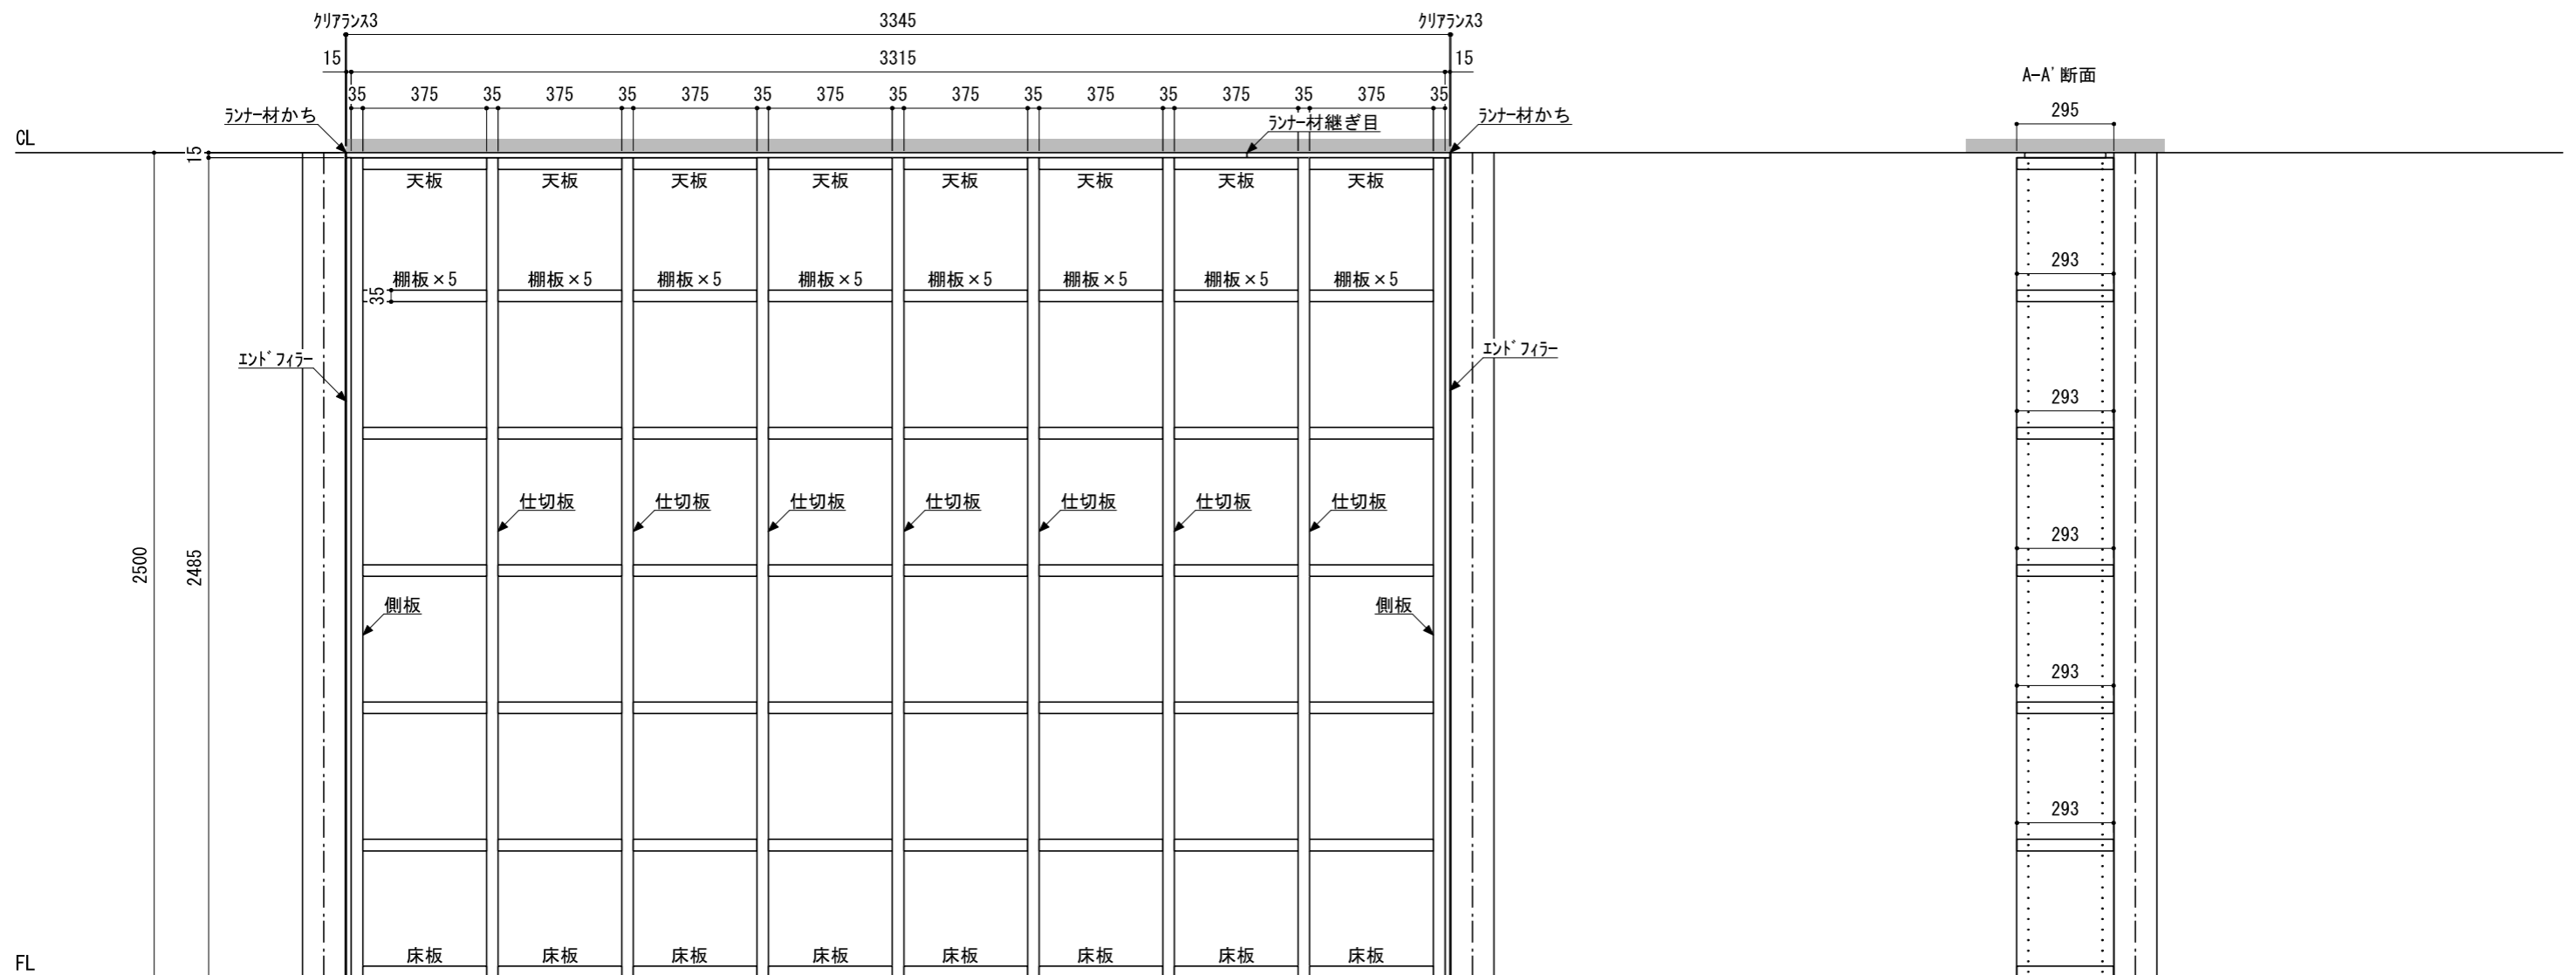 ｸﾘｱﾗﾝｽ3 3345 ｸﾘｱﾗﾝｽ3
15 3315 15
A-A' 断面
35 375 35 375 35 375 35 375 35 375 35 375 35 375 35 375 35
295
ﾗﾝﾅｰ材かち ﾗﾝﾅｰ材継ぎ目 ﾗﾝﾅｰ材かち
CL
15
天板 天板 天板 天板 天板 天板 天板 天板
293
棚板×5 棚板×5 棚板×5 棚板×5 棚板×5 棚板×5 棚板×5 棚板×5
35
ｴﾝﾄﾞﾌｨﾗｰ ｴﾝﾄﾞﾌｨﾗｰ
293
仕切板 仕切板 仕切板 仕切板 仕切板 仕切板 仕切板
293
2500 2485
側板 側板
293
293
床板 床板 床板 床板 床板 床板 床板 床板
FL